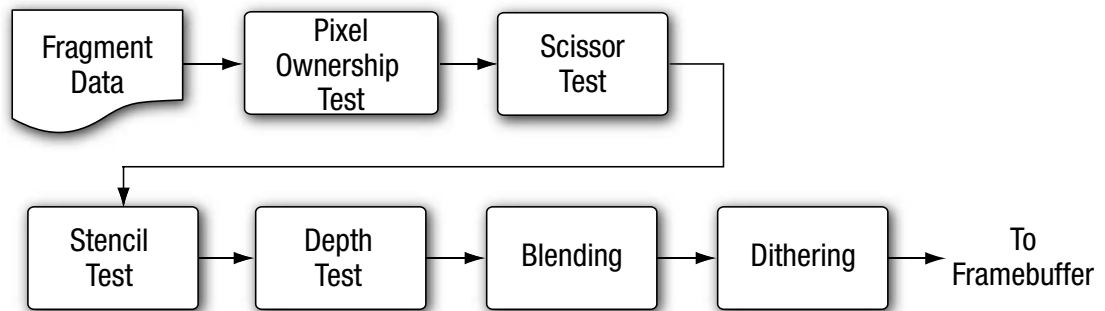 Fragment
Data
Pixel
Ownership
Test
Scissor
Test
Stencil
Test
Depth
Test
Blending
Dithering
To
Framebuffer